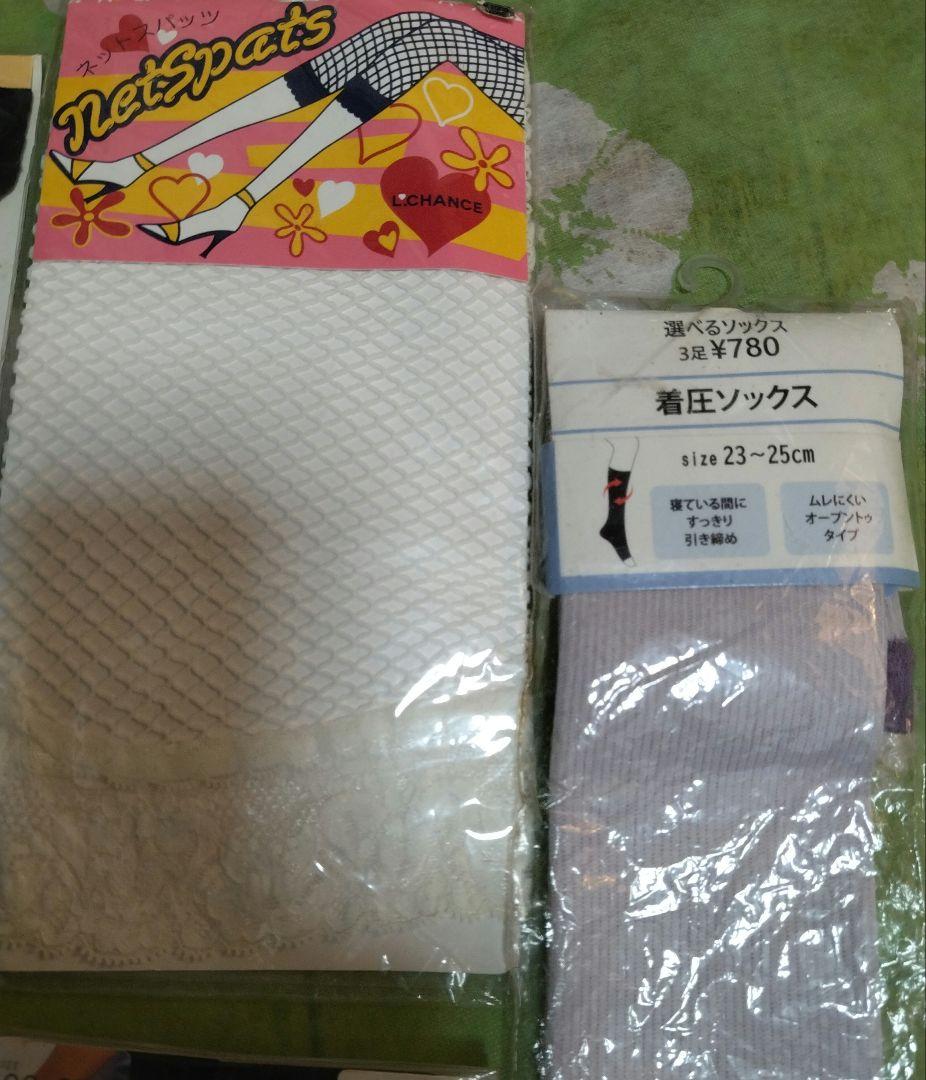 ネットスパッツ
netSpats
L.CHANCE
選べるソックス
3足¥780
着圧ソックス
size 23～25cm
寝ている間に
すっきり
引き締め
ムレにくい
オープントゥ
タイプ